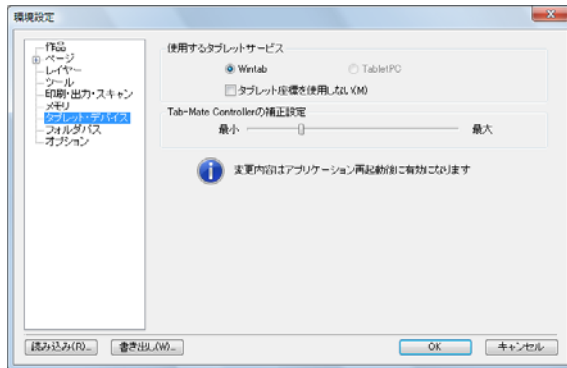 環境設定
作品
ページ
レイヤー
ツール
印刷・出力・スキャン
メモリ
タブレット・デバイス
フォルダパス
オプション
使用するタブレットサービス
Wintab
TabletPC
タブレット座標を使用しない(M)
Tab-Mate Controllerの補正設定
最小
最大
変更内容はアプリケーション再起動後に有効になります
読み込み(R)...
書き出し(W)...
OK
キャンセル